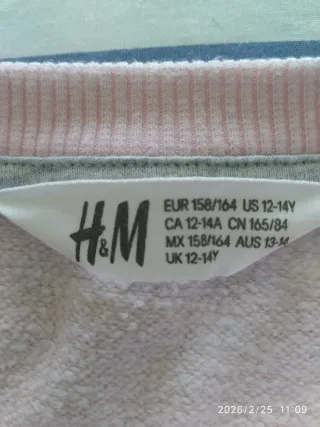 H&M
EUR 158/164 US 12-14Y
CA 12-14A CN 165/84
MX 158/164 AUS 13-14
UK 12-14Y
2026/2/25 11:09